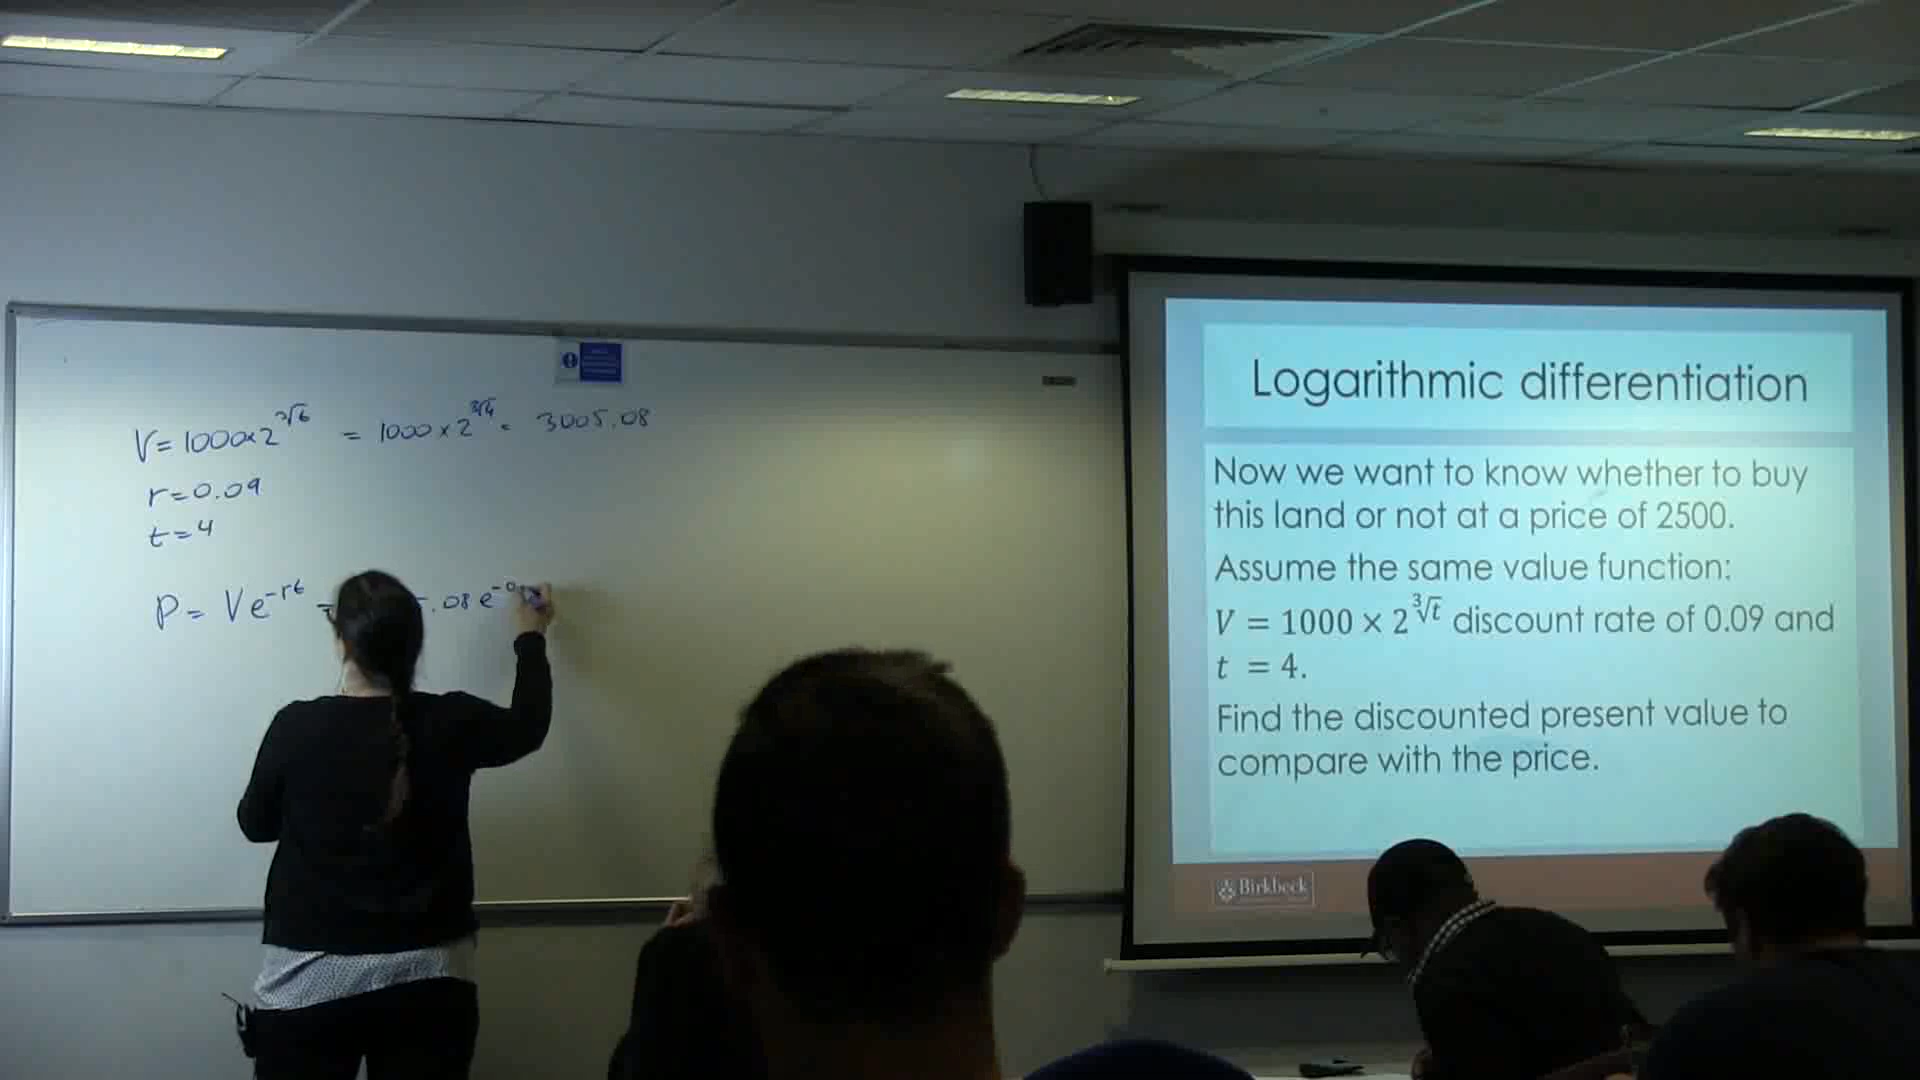 V = 1000 × 2^∛t = 1000 × 2^∛4 = 3005.08
r = 0.09
t = 4
P = V e^-rt = .08 e^-0
Logarithmic differentiation
Now we want to know whether to buy
this land or not at a price of 2500.
Assume the same value function:
V = 1000 × 2^∛t discount rate of 0.09 and
t = 4.
Find the discounted present value to
compare with the price.
Birkbeck